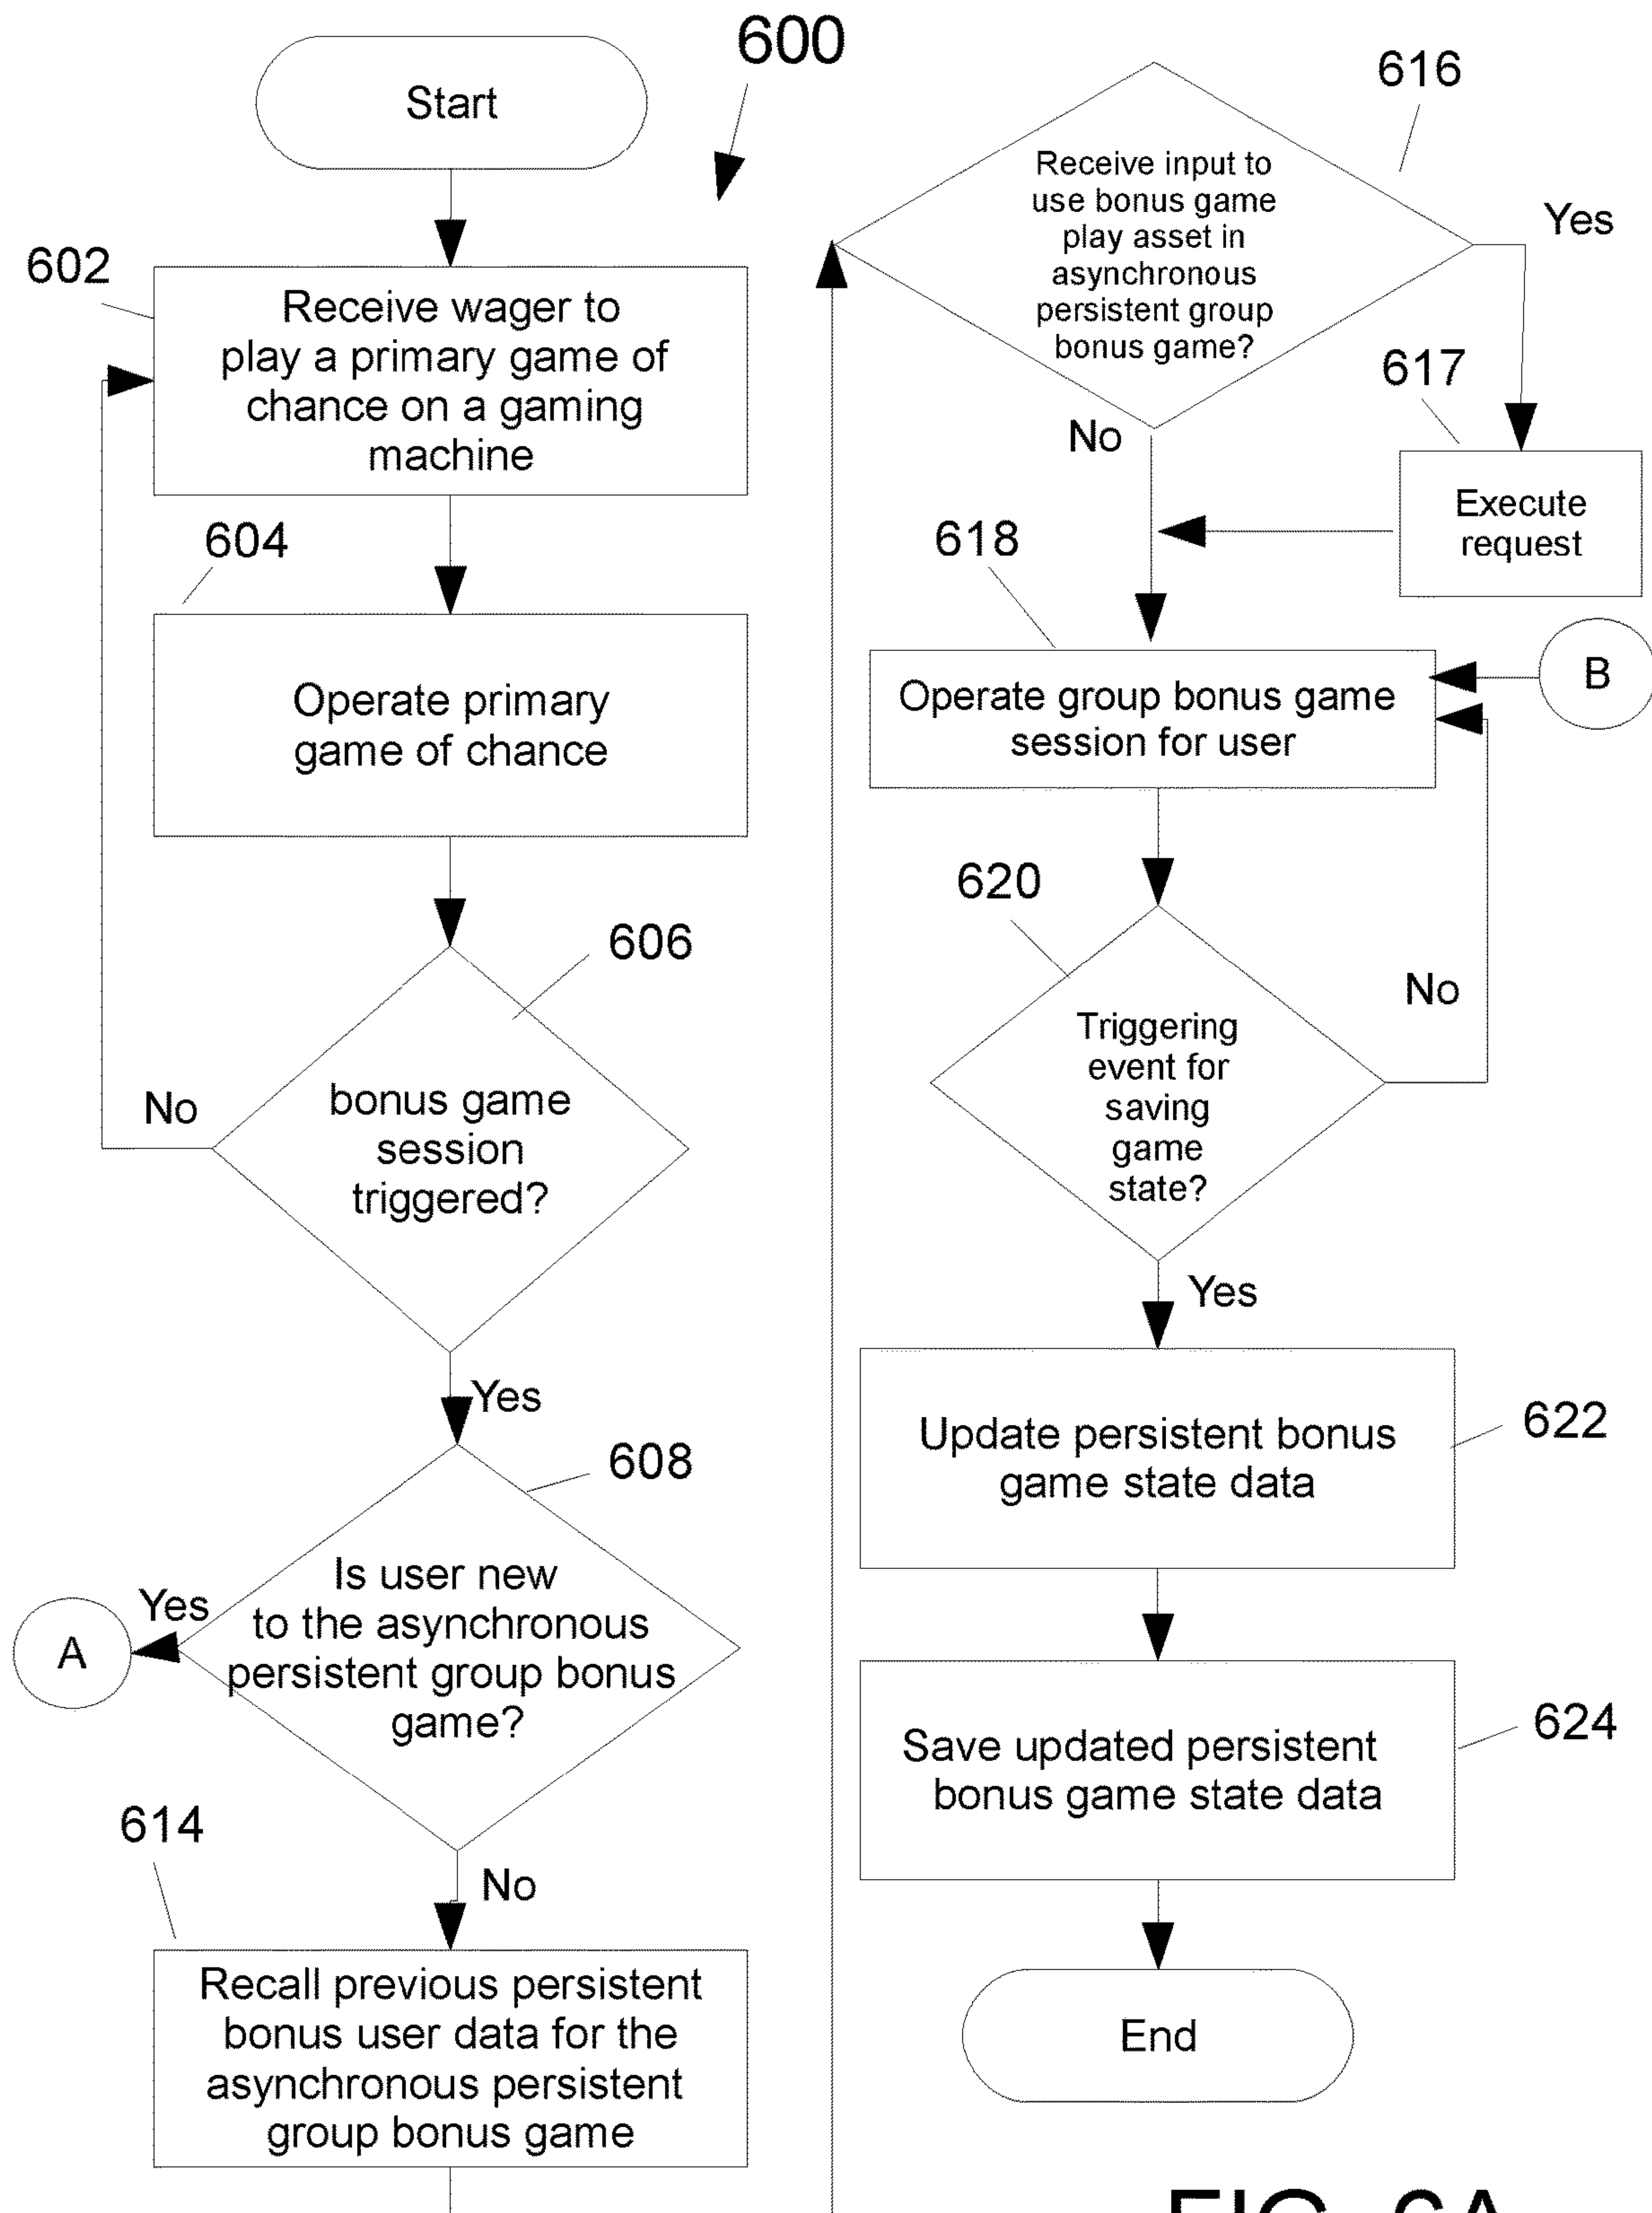 600
Start
602
Receive wager to
play a primary game of
chance on a gaming
machine
604
Operate primary
game of chance
606
bonus game
session
triggered?
No
Yes
608
Is user new
to the asynchronous
persistent group bonus
game?
Yes
A
No
614
Recall previous persistent
bonus user data for the
asynchronous persistent
group bonus game
616
Receive input to
use bonus game
play asset in
asynchronous
persistent group
bonus game?
Yes
617
Execute
request
No
618
Operate group bonus game
session for user
B
620
Triggering
event for
saving
game
state?
No
Yes
622
Update persistent bonus
game state data
624
Save updated persistent
bonus game state data
End
FIG. 6A